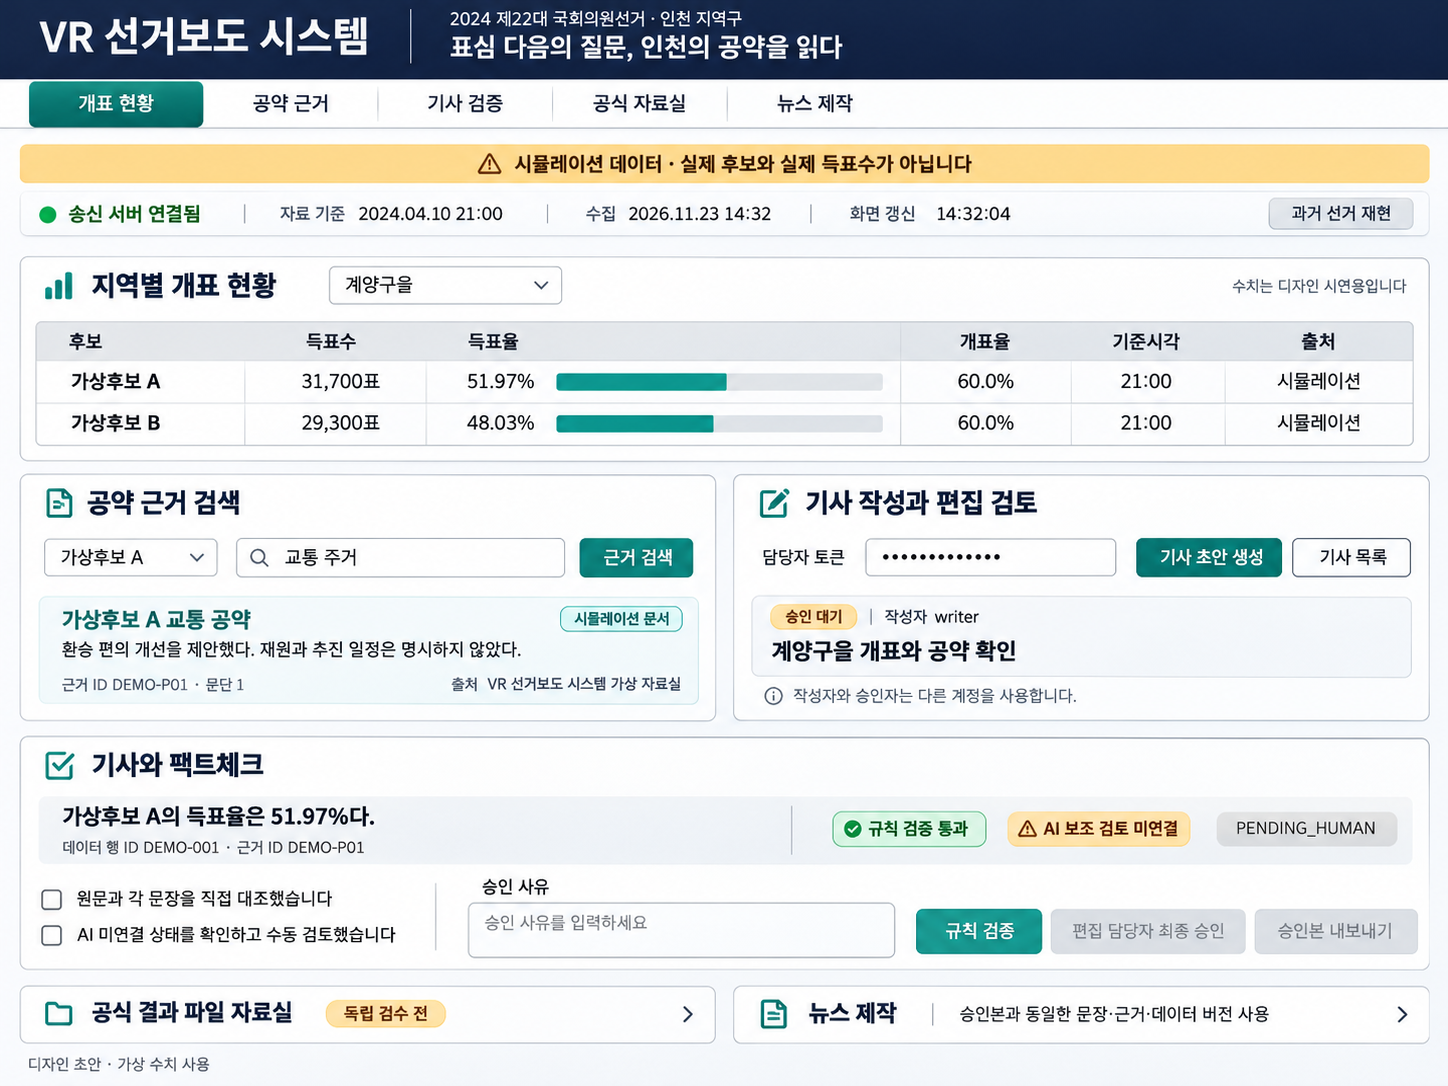 VR 선거보도 시스템
2024 제22대 국회의원선거 · 인천 지역구
표심 다음의 질문, 인천의 공약을 읽다
개표 현황 공약 근거 기사 검증 공식 자료실 뉴스 제작
시뮬레이션 데이터 · 실제 후보와 실제 득표수가 아닙니다
송신 서버 연결됨 자료 기준 2024.04.10 21:00 수집 2026.11.23 14:32 화면 갱신 14:32:04 과거 선거 재현
지역별 개표 현황 계양구을 수치는 디자인 시연용입니다
후보 득표수 득표율 개표율 기준시각 출처
가상후보 A 31,700표 51.97% 60.0% 21:00 시뮬레이션
가상후보 B 29,300표 48.03% 60.0% 21:00 시뮬레이션
공약 근거 검색
가상후보 A 교통 주거 근거 검색
가상후보 A 교통 공약 시뮬레이션 문서
환승 편의 개선을 제안했다. 재원과 추진 일정은 명시하지 않았다.
근거 ID DEMO-P01 · 문단 1 출처 VR 선거보도 시스템 가상 자료실
기사 작성과 편집 검토
담당자 토큰 ••••••••••••• 기사 초안 생성 기사 목록
승인 대기 | 작성자 writer
계양구을 개표와 공약 확인
작성자와 승인자는 다른 계정을 사용합니다.
기사와 팩트체크
가상후보 A의 득표율은 51.97%다.
데이터 행 ID DEMO-001 · 근거 ID DEMO-P01
규칙 검증 통과 AI 보조 검토 미연결 PENDING_HUMAN
원문과 각 문장을 직접 대조했습니다
AI 미연결 상태를 확인하고 수동 검토했습니다
승인 사유
승인 사유를 입력하세요
규칙 검증 편집 담당자 최종 승인 승인본 내보내기
공식 결과 파일 자료실 독립 검수 전
뉴스 제작 승인본과 동일한 문장·근거·데이터 버전 사용
디자인 초안 · 가상 수치 사용